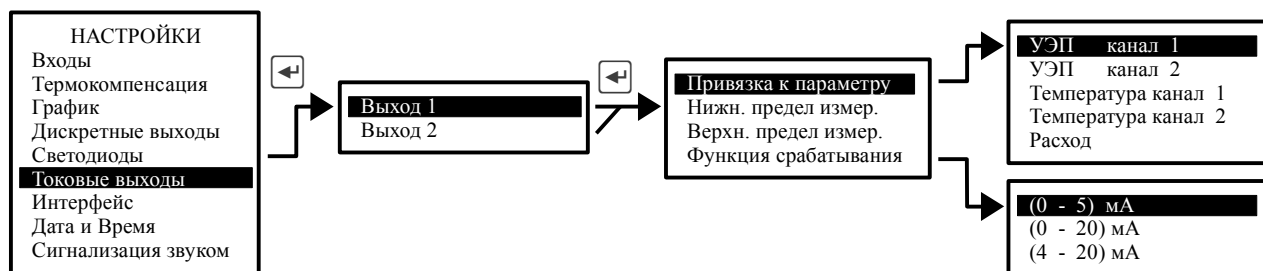 НАСТРОЙКИ
Входы
Термокомпенсация
График
Дискретные выходы
Светодиоды
Токовые выходы
Интерфейс
Дата и Время
Сигнализация звуком
Выход 1
Выход 2
Привязка к параметру
Нижн. предел измер.
Верхн. предел измер.
Функция срабатывания
УЭП канал 1
УЭП канал 2
Температура канал 1
Температура канал 2
Расход
(0 - 5) мА
(0 - 20) мА
(4 - 20) мА